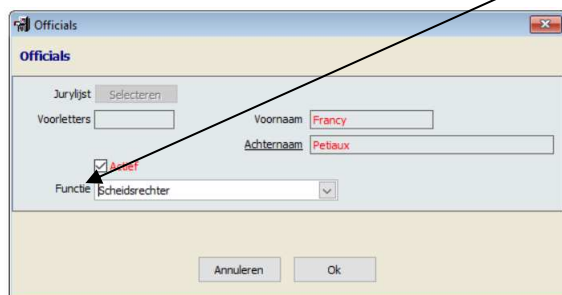 Officials
Officials
Jurylijst Selecteren
Voorletters Voornaam Francy
Achternaam Petiaux
Actief
Functie Scheidsrechter
Annuleren Ok